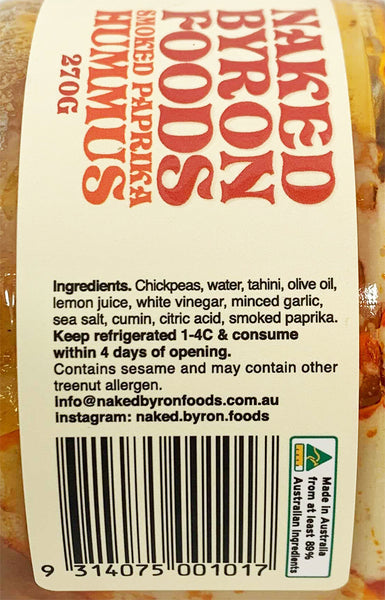 NAKED
BYRON
FOODS
SMOKED PAPRIKA
HUMMUS
270G
Ingredients. Chickpeas, water, tahini, olive oil,
lemon juice, white vinegar, minced garlic,
sea salt, cumin, citric acid, smoked paprika.
Keep refrigerated 1-4C & consume
within 4 days of opening.
Contains sesame and may contain other
treenut allergen.
info@nakedbyronfoods.com.au
instagram: naked.byron.foods
Made in Australia
from at least 89%
Australian Ingredients
9 314075 001017